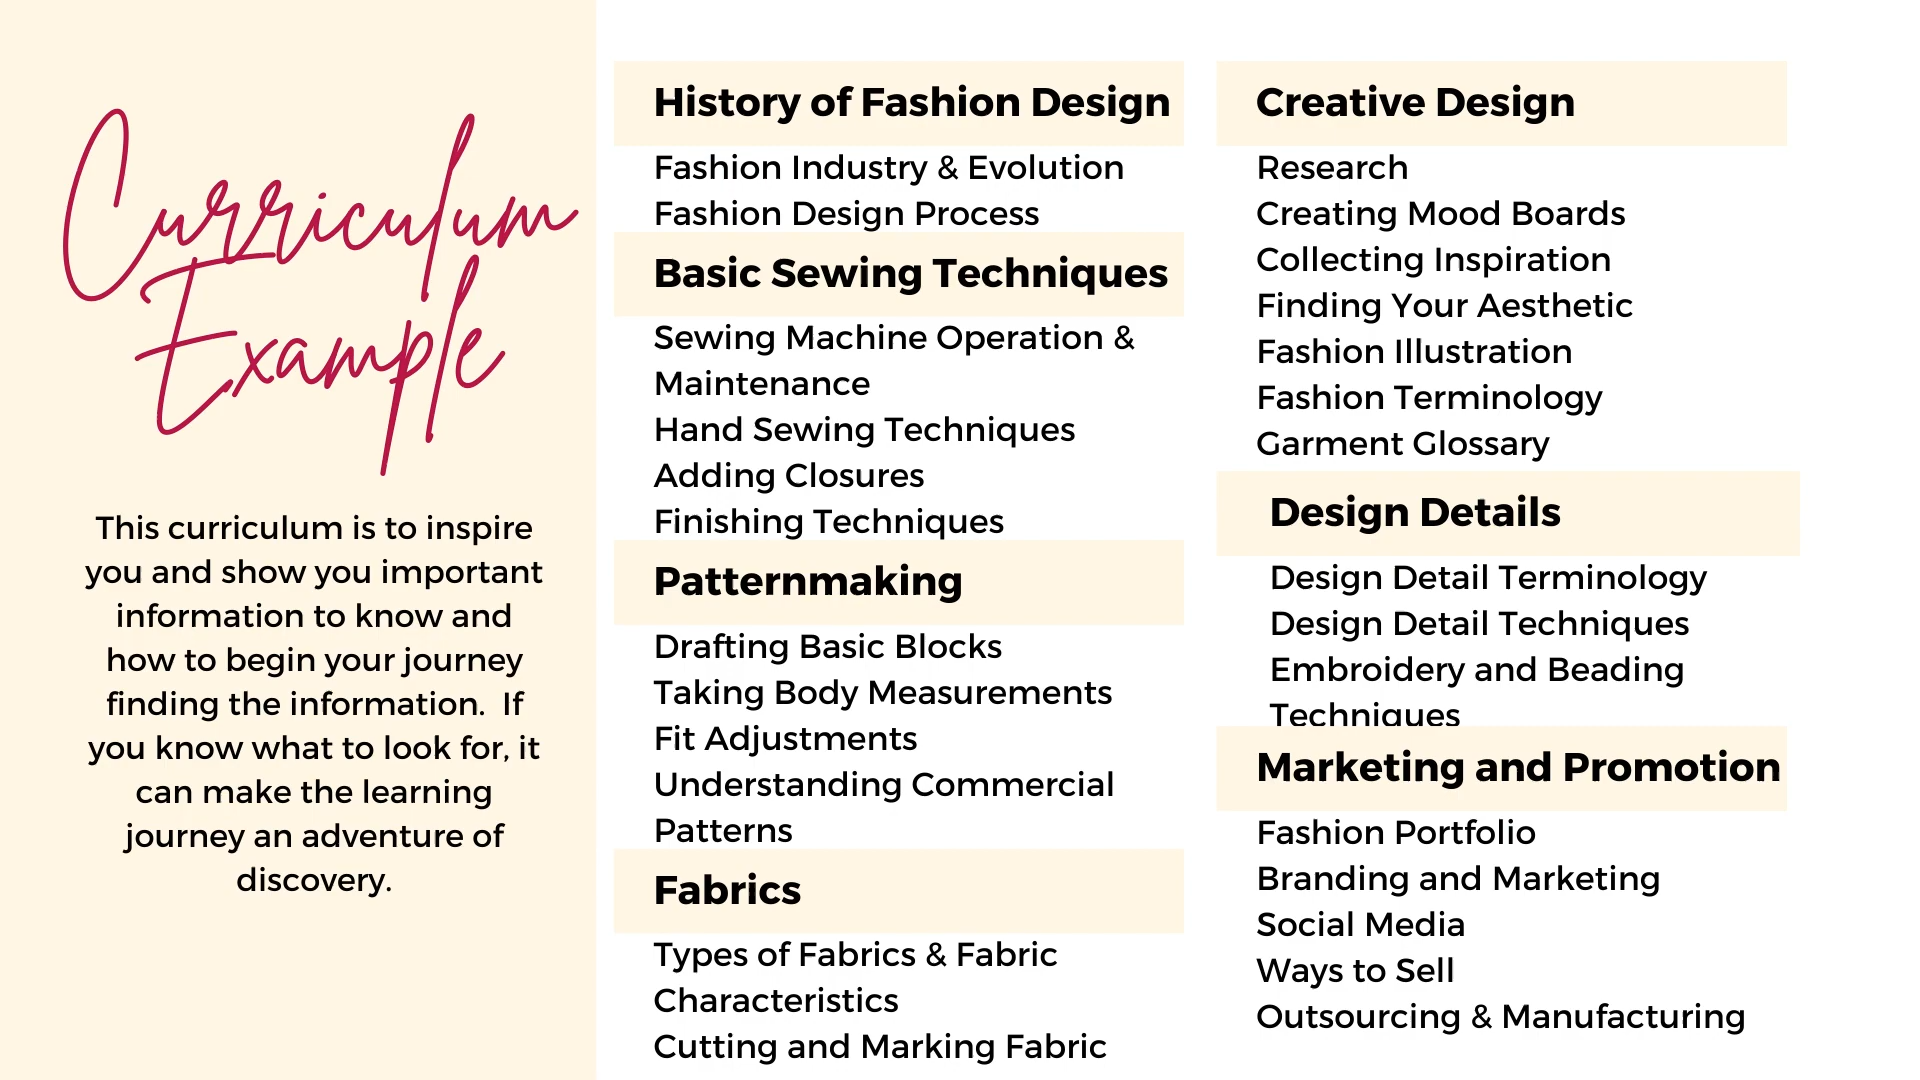 Curriculum
Example
This curriculum is to inspire
you and show you important
information to know and
how to begin your journey
finding the information.  If
you know what to look for, it
can make the learning
journey an adventure of
discovery.
History of Fashion Design
Fashion Industry & Evolution
Fashion Design Process
Basic Sewing Techniques
Sewing Machine Operation &
Maintenance
Hand Sewing Techniques
Adding Closures
Finishing Techniques
Patternmaking
Drafting Basic Blocks
Taking Body Measurements
Fit Adjustments
Understanding Commercial
Patterns
Fabrics
Types of Fabrics & Fabric
Characteristics
Cutting and Marking Fabric
Creative Design
Research
Creating Mood Boards
Collecting Inspiration
Finding Your Aesthetic
Fashion Illustration
Fashion Terminology
Garment Glossary
Design Details
Design Detail Terminology
Design Detail Techniques
Embroidery and Beading
Techniques
Marketing and Promotion
Fashion Portfolio
Branding and Marketing
Social Media
Ways to Sell
Outsourcing & Manufacturing